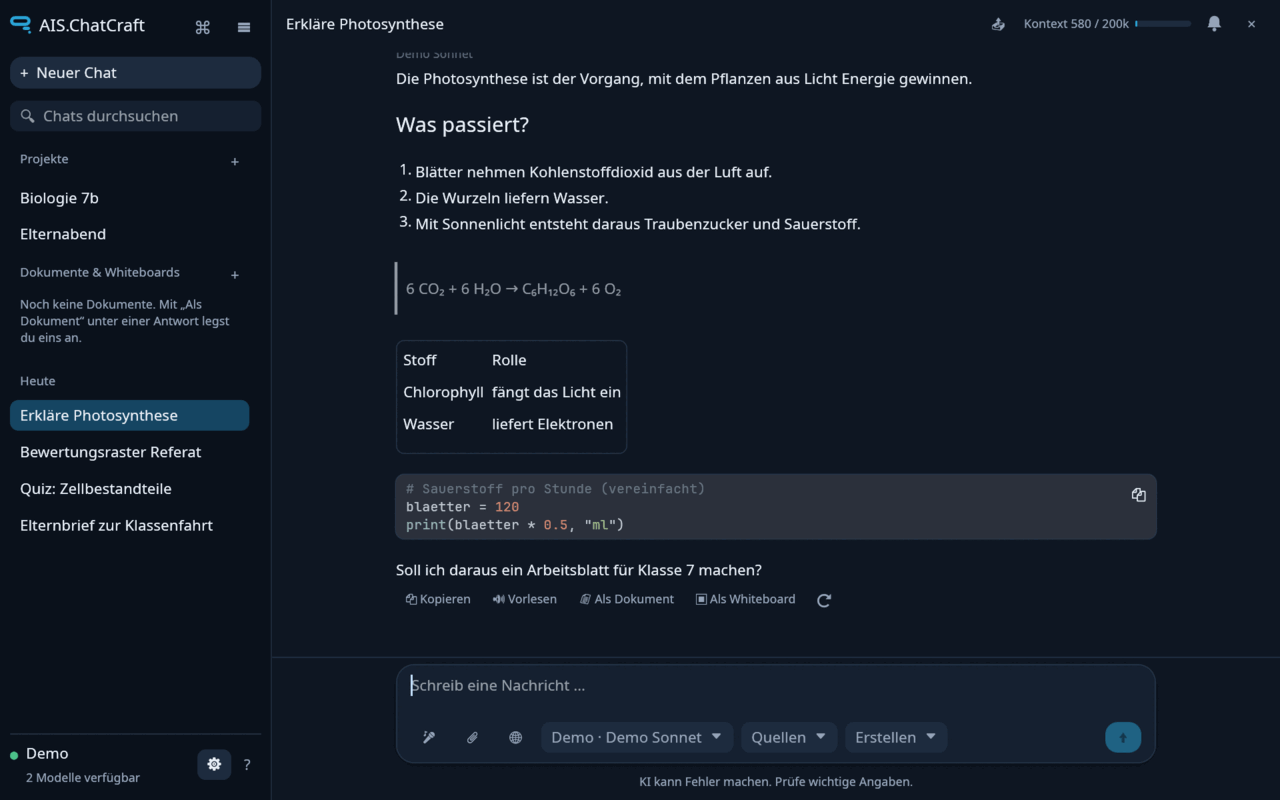 AIS.ChatCraft
+ Neuer Chat
Chats durchsuchen
Projekte +
Biologie 7b
Elternabend
Dokumente & Whiteboards +
Noch keine Dokumente. Mit „Als
Dokument“ unter einer Antwort legst
du eins an.
Heute
Erkläre Photosynthese
Bewertungsraster Referat
Quiz: Zellbestandteile
Elternbrief zur Klassenfahrt
Demo
2 Modelle verfügbar
?
Erkläre Photosynthese
Kontext 580 / 200k
Demo Sonnet
Die Photosynthese ist der Vorgang, mit dem Pflanzen aus Licht Energie gewinnen.
Was passiert?
1. Blätter nehmen Kohlenstoffdioxid aus der Luft auf.
2. Die Wurzeln liefern Wasser.
3. Mit Sonnenlicht entsteht daraus Traubenzucker und Sauerstoff.
6 CO₂ + 6 H₂O → C₆H₁₂O₆ + 6 O₂
Stoff Rolle
Chlorophyll fängt das Licht ein
Wasser liefert Elektronen
# Sauerstoff pro Stunde (vereinfacht)
blaetter = 120
print(blaetter * 0.5, "ml")
Soll ich daraus ein Arbeitsblatt für Klasse 7 machen?
Kopieren Vorlesen Als Dokument Als Whiteboard
Schreib eine Nachricht ...
Demo · Demo Sonnet Quellen Erstellen
KI kann Fehler machen. Prüfe wichtige Angaben.